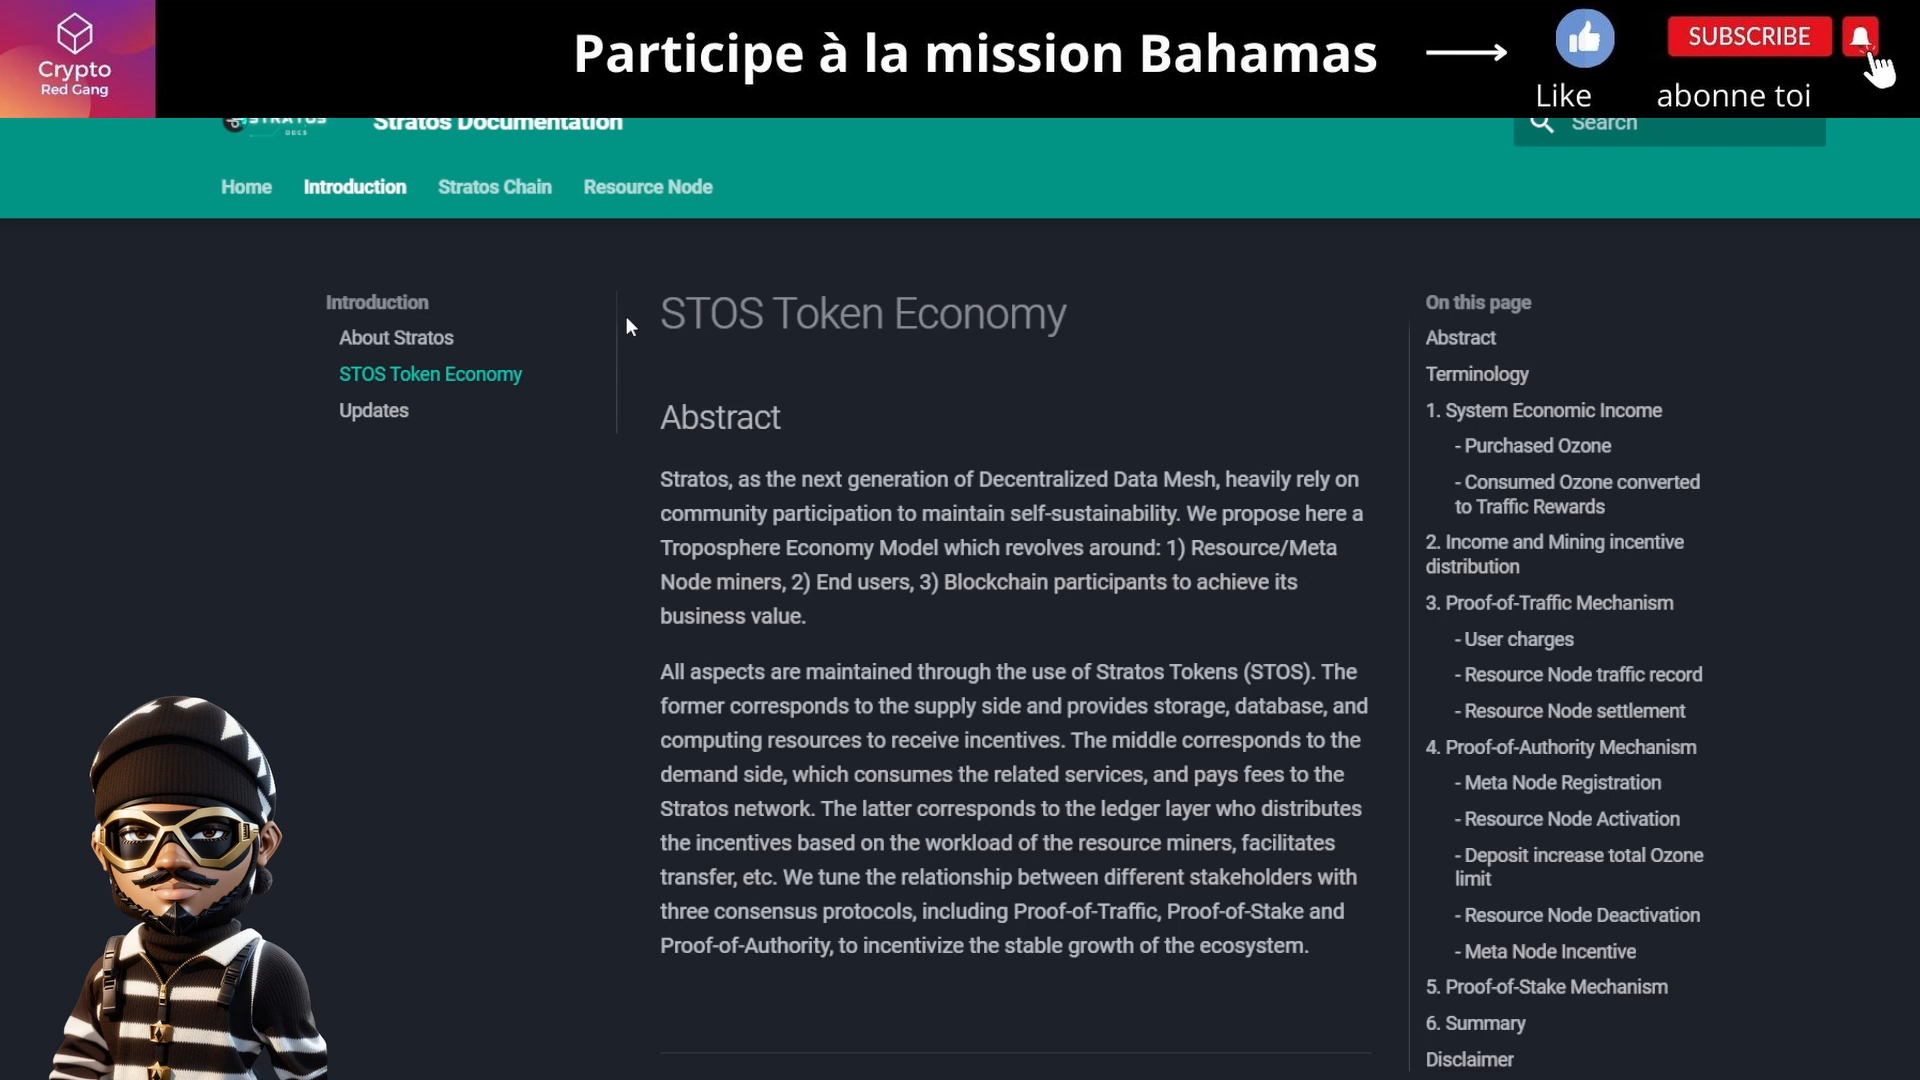 Crypto
Red Gang
Participe à la mission Bahamas
Like
SUBSCRIBE
abonne toi
STRATOS
DOCS
Stratos Documentation
Search
Home
Introduction
Stratos Chain
Resource Node
Introduction
About Stratos
STOS Token Economy
Updates
STOS Token Economy
Abstract
Stratos, as the next generation of Decentralized Data Mesh, heavily rely on
community participation to maintain self-sustainability. We propose here a
Troposphere Economy Model which revolves around: 1) Resource/Meta
Node miners, 2) End users, 3) Blockchain participants to achieve its
business value.
All aspects are maintained through the use of Stratos Tokens (STOS). The
former corresponds to the supply side and provides storage, database, and
computing resources to receive incentives. The middle corresponds to the
demand side, which consumes the related services, and pays fees to the
Stratos network. The latter corresponds to the ledger layer who distributes
the incentives based on the workload of the resource miners, facilitates
transfer, etc. We tune the relationship between different stakeholders with
three consensus protocols, including Proof-of-Traffic, Proof-of-Stake and
Proof-of-Authority, to incentivize the stable growth of the ecosystem.
On this page
Abstract
Terminology
1. System Economic Income
- Purchased Ozone
- Consumed Ozone converted
to Traffic Rewards
2. Income and Mining incentive
distribution
3. Proof-of-Traffic Mechanism
- User charges
- Resource Node traffic record
- Resource Node settlement
4. Proof-of-Authority Mechanism
- Meta Node Registration
- Resource Node Activation
- Deposit increase total Ozone
limit
- Resource Node Deactivation
- Meta Node Incentive
5. Proof-of-Stake Mechanism
6. Summary
Disclaimer